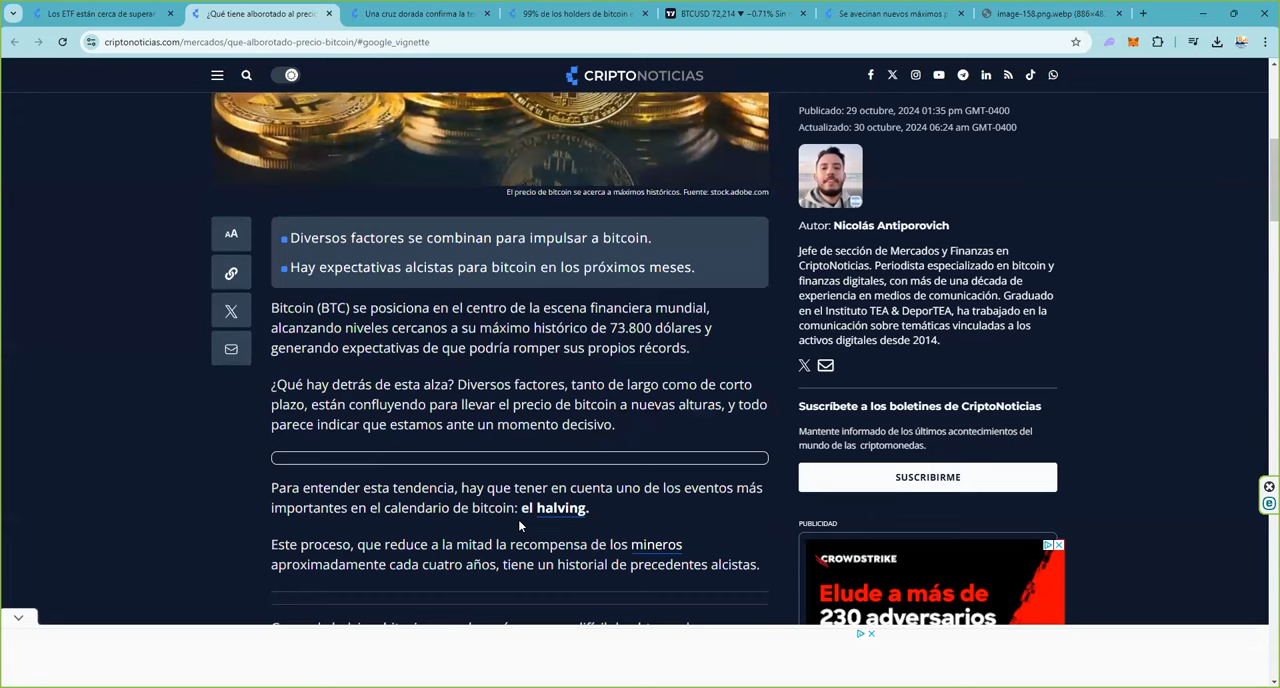 Los ETF están cerca de superar
¿Qué tiene alborotado al precio
Una cruz dorada confirma la te
99% de los holders de bitcoin e
BTCUSD 72,214 ▼ −0.71% Sin
Se avecinan nuevos máximos p
image-158.png.webp (886×48
criptonoticias.com/mercados/que-alborotado-precio-bitcoin/#google_vignette
CRIPTONOTICIAS
El precio de bitcoin se acerca a máximos históricos. Fuente: stock.adobe.com
AA
Diversos factores se combinan para impulsar a bitcoin.
Hay expectativas alcistas para bitcoin en los próximos meses.
Bitcoin (BTC) se posiciona en el centro de la escena financiera mundial,
alcanzando niveles cercanos a su máximo histórico de 73.800 dólares y
generando expectativas de que podría romper sus propios récords.
¿Qué hay detrás de esta alza? Diversos factores, tanto de largo como de corto
plazo, están confluyendo para llevar el precio de bitcoin a nuevas alturas, y todo
parece indicar que estamos ante un momento decisivo.
Para entender esta tendencia, hay que tener en cuenta uno de los eventos más
importantes en el calendario de bitcoin: el halving.
Este proceso, que reduce a la mitad la recompensa de los mineros
aproximadamente cada cuatro años, tiene un historial de precedentes alcistas.
Publicado: 29 octubre, 2024 01:35 pm GMT-0400
Actualizado: 30 octubre, 2024 06:24 am GMT-0400
Autor: Nicolás Antiporovich
Jefe de sección de Mercados y Finanzas en
CriptoNoticias. Periodista especializado en bitcoin y
finanzas digitales, con más de una década de
experiencia en medios de comunicación. Graduado
en el Instituto TEA & DeporTEA, ha trabajado en la
comunicación sobre temáticas vinculadas a los
activos digitales desde 2014.
Suscríbete a los boletines de CriptoNoticias
Mantente informado de los últimos acontecimientos del
mundo de las criptomonedas.
SUSCRIBIRME
PUBLICIDAD
CROWDSTRIKE
Elude a más de
230 adversarios